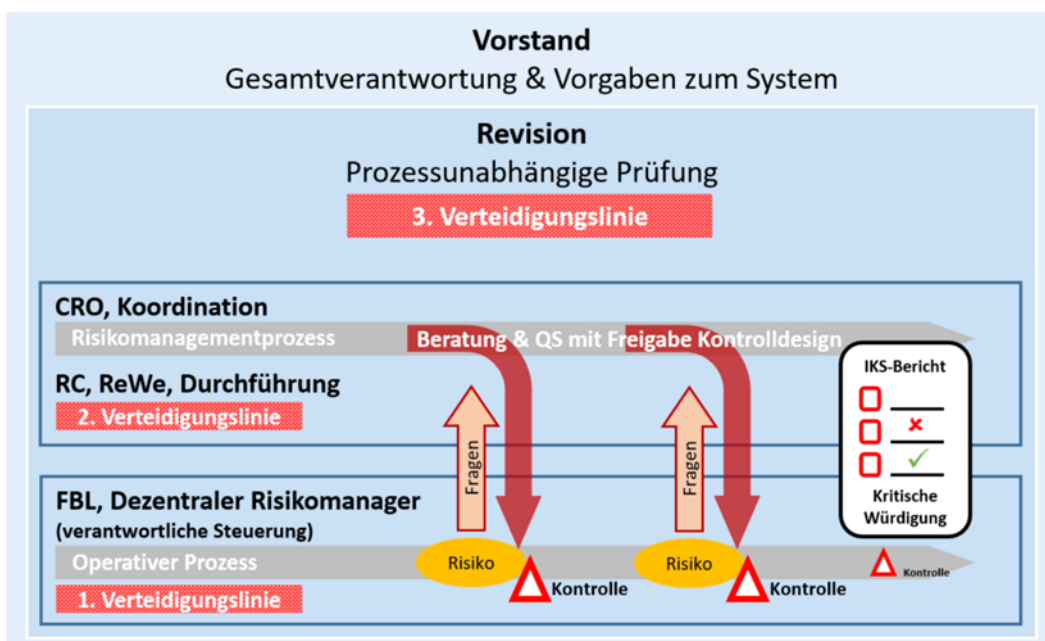 Vorstand
Gesamtverantwortung & Vorgaben zum System
Revision
Prozessunabhängige Prüfung
3. Verteidigungslinie
CRO, Koordination
Risikomanagementprozess
Beratung & QS mit Freigabe Kontrolldesign
RC, ReWe, Durchführung
2. Verteidigungslinie
Fragen
Fragen
IKS-Bericht
Kritische
Würdigung
FBL, Dezentraler Risikomanager
(verantwortliche Steuerung)
Operativer Prozess
Risiko
Kontrolle
Risiko
Kontrolle
Kontrolle
1. Verteidigungslinie